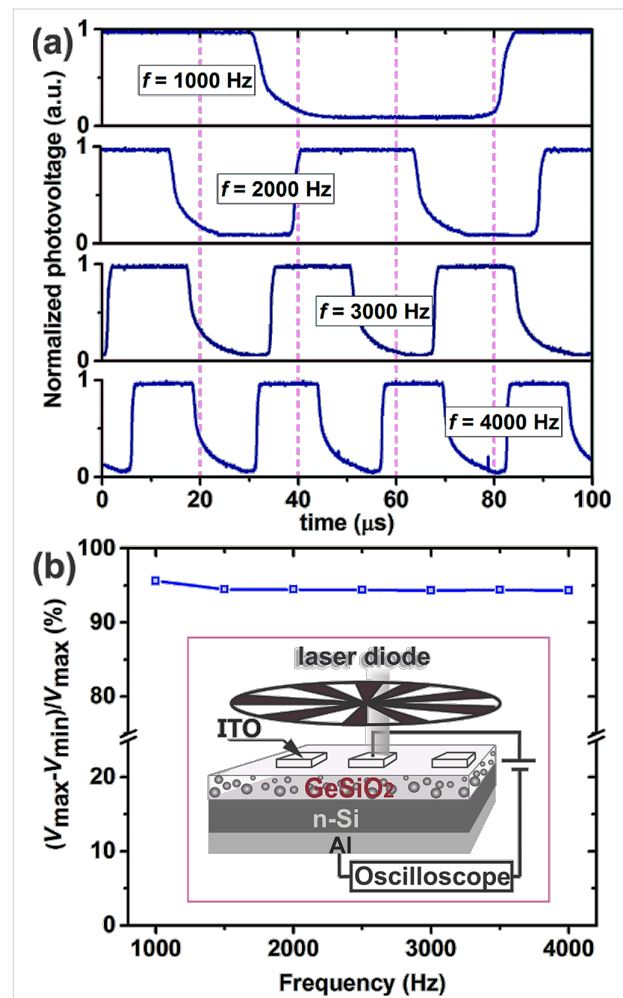 (a)
Normalized photovoltage (a.u.)
1
f = 1000 Hz
0
1
f = 2000 Hz
0
1
f = 3000 Hz
0
1
f = 4000 Hz
0
0 20 40 60 80 100
time (μs)
(b)
(Vmax-Vmin)/Vmax (%)
100
90
80
20
10
0
laser diode
ITO
GeSiO2
n-Si
Al
Oscilloscope
1000 2000 3000 4000
Frequency (Hz)